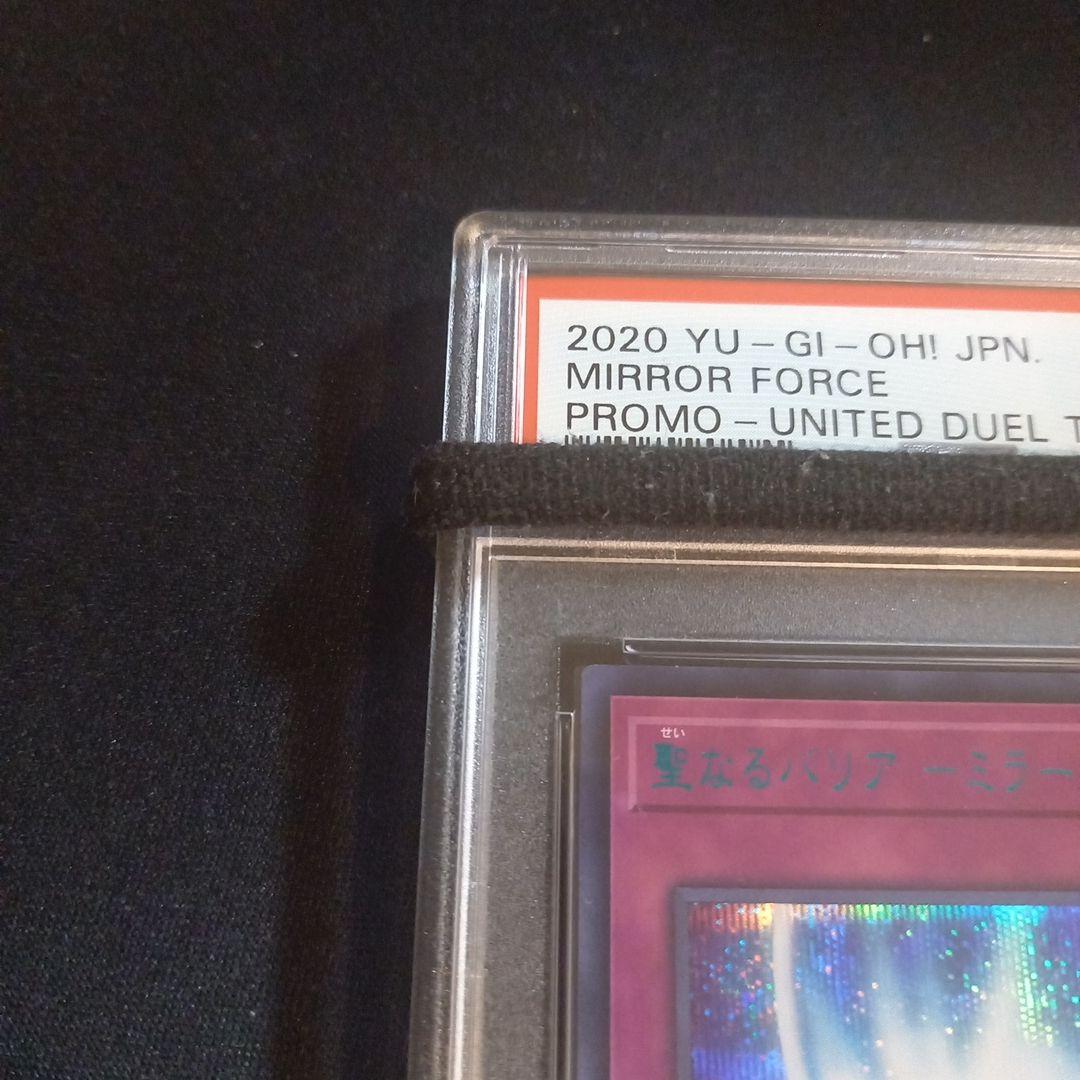 2020 YU-GI-OH! JPN.
MIRROR FORCE
PROMO-UNITED DUEL T
せい
聖なるバリア －ミラー